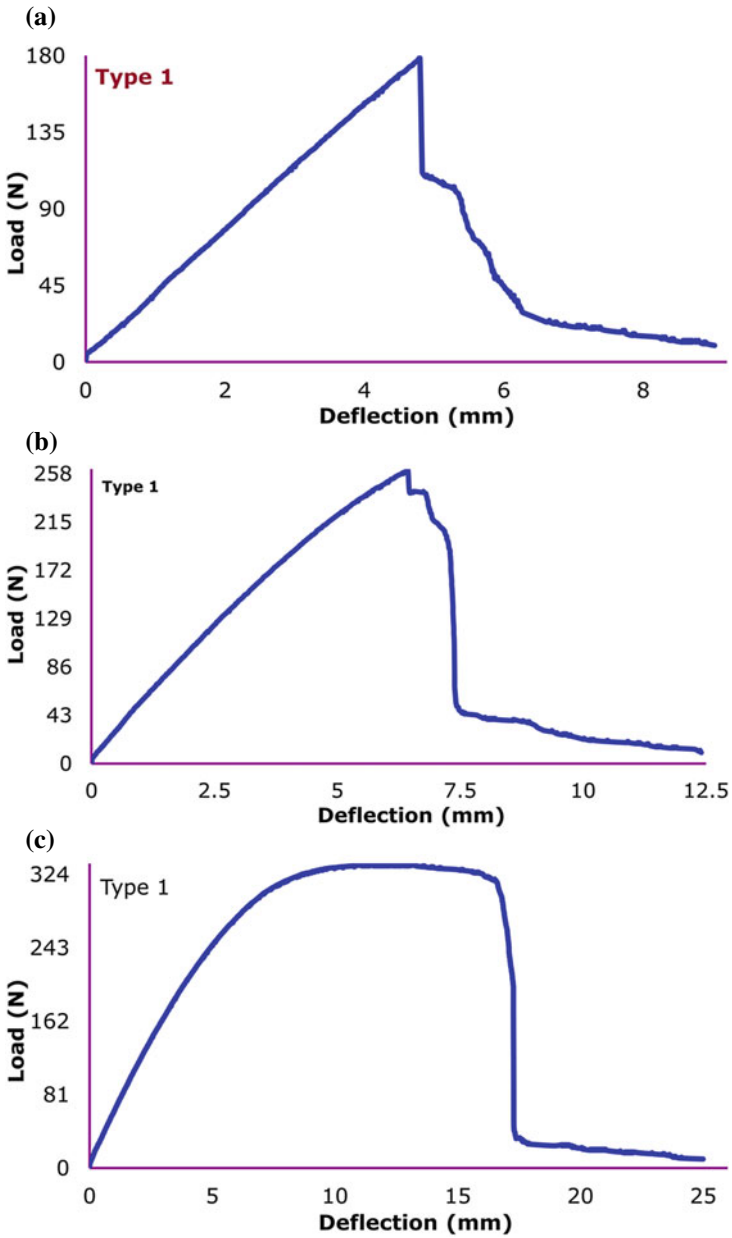 (a)
Type 1
180
135
90
45
0
Load (N)
0 2 4 6 8
Deflection (mm)
(b)
Type 1
258
215
172
129
86
43
0
Load (N)
0 2.5 5 7.5 10 12.5
Deflection (mm)
(c)
Type 1
324
243
162
81
0
Load (N)
0 5 10 15 20 25
Deflection (mm)